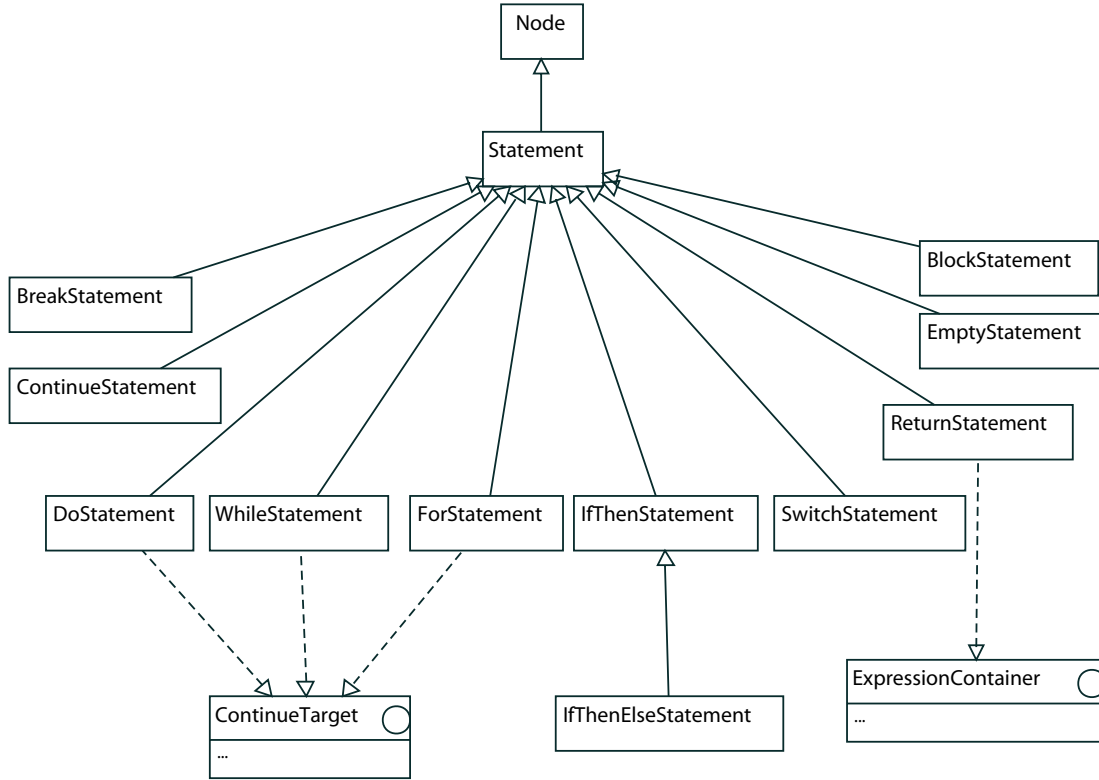 Node
Statement
BlockStatement
BreakStatement
EmptyStatement
ContinueStatement
ReturnStatement
DoStatement
WhileStatement
ForStatement
IfThenStatement
SwitchStatement
ExpressionContainer
...
ContinueTarget
...
IfThenElseStatement